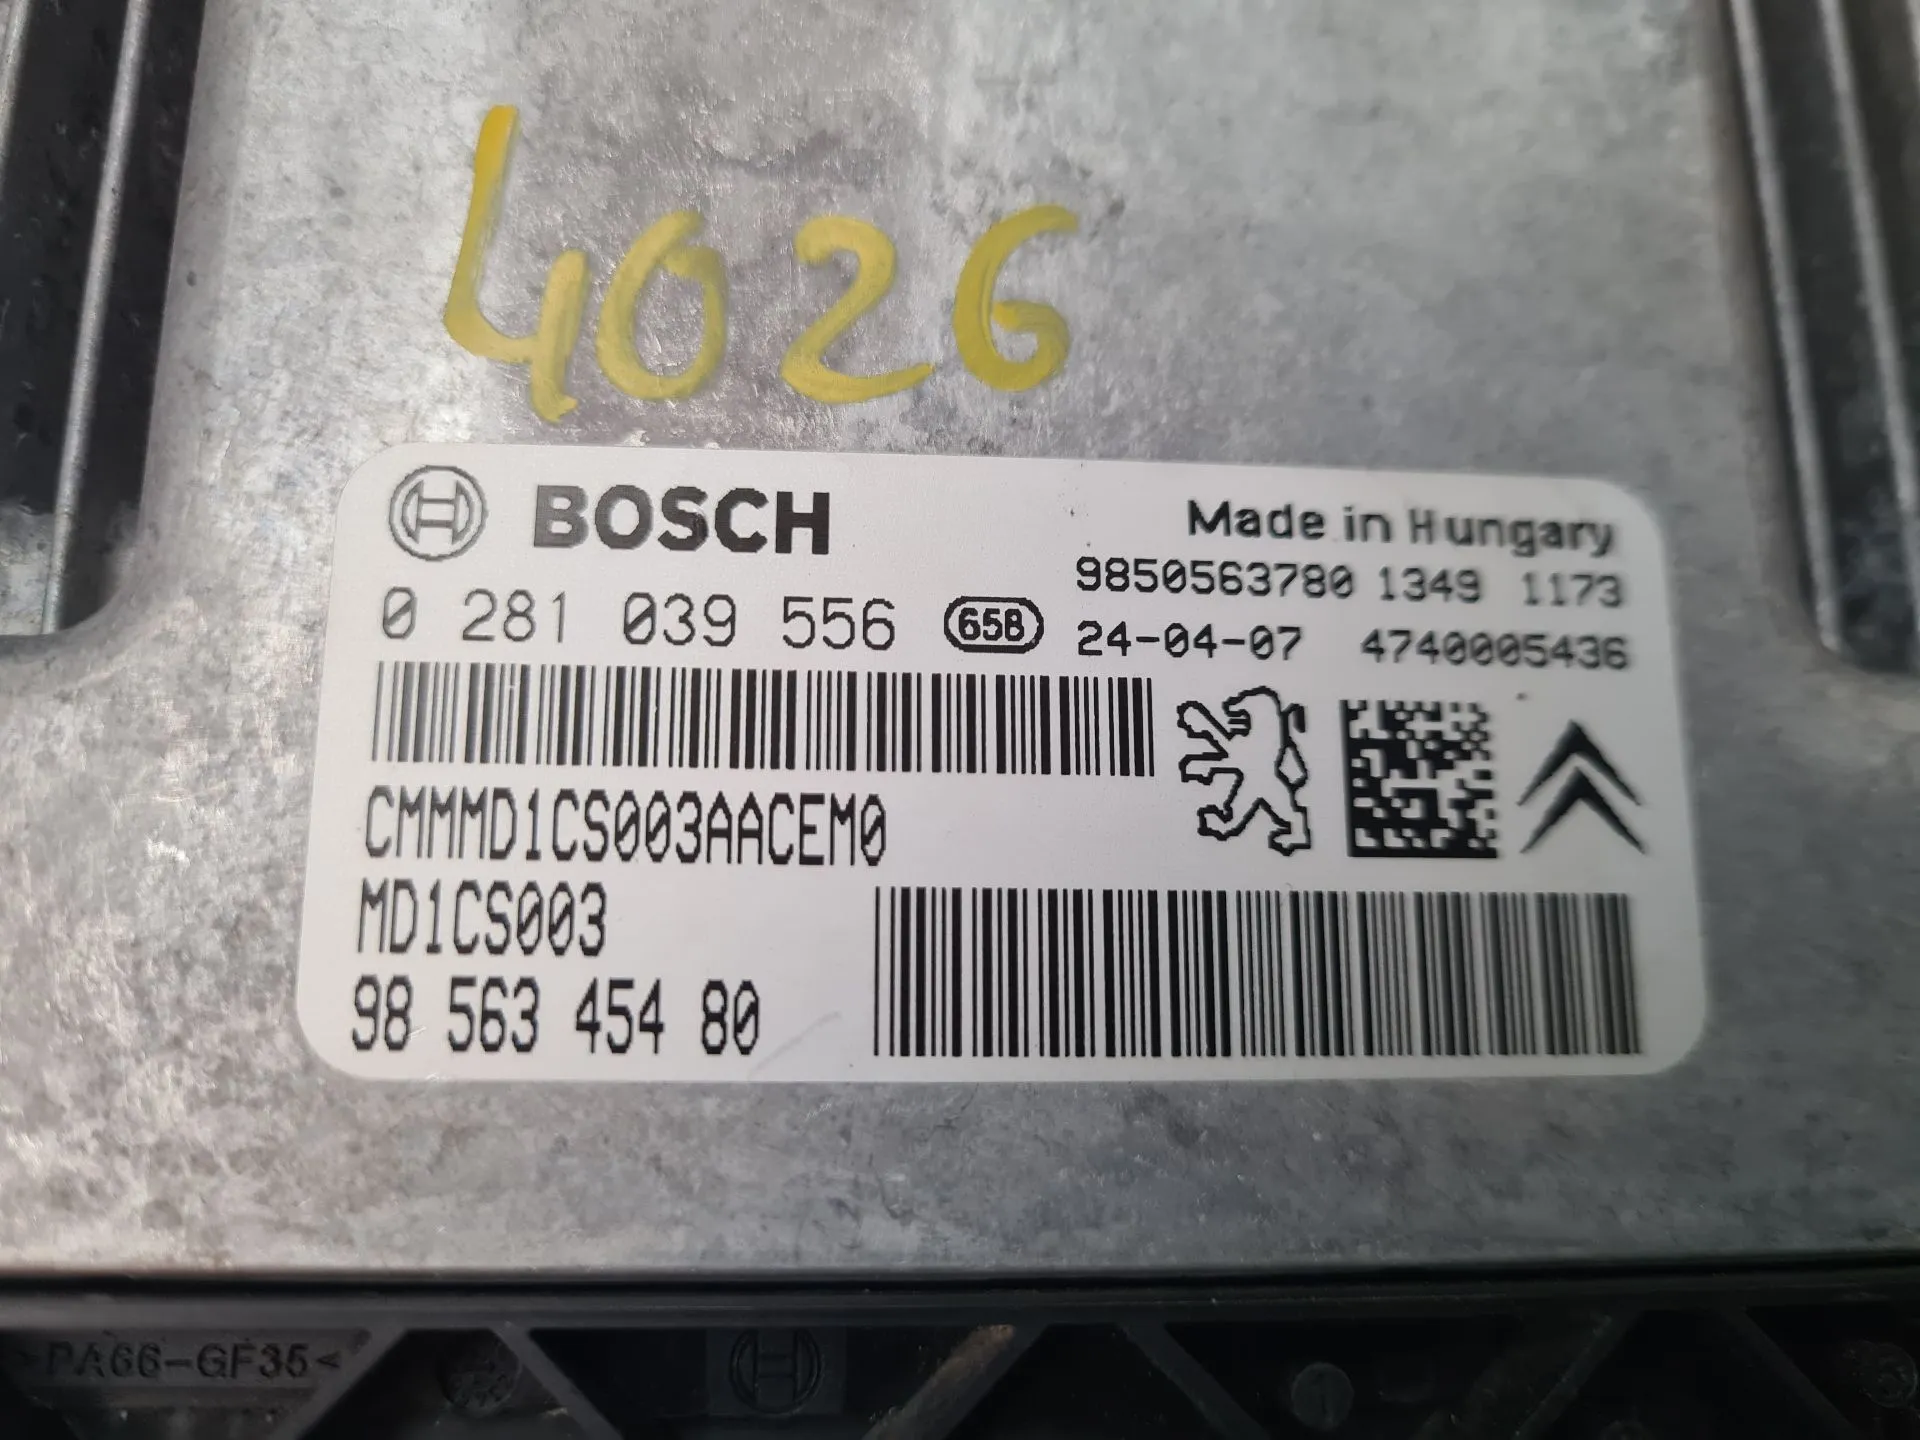 4026
BOSCH
Made in Hungary
9850563780 1349 1173
0 281 039 556 65B
24-04-07 4740005436
CMMMD1CS003AACEM0
MD1CS003
98 563 454 80
>PA66-GF35<